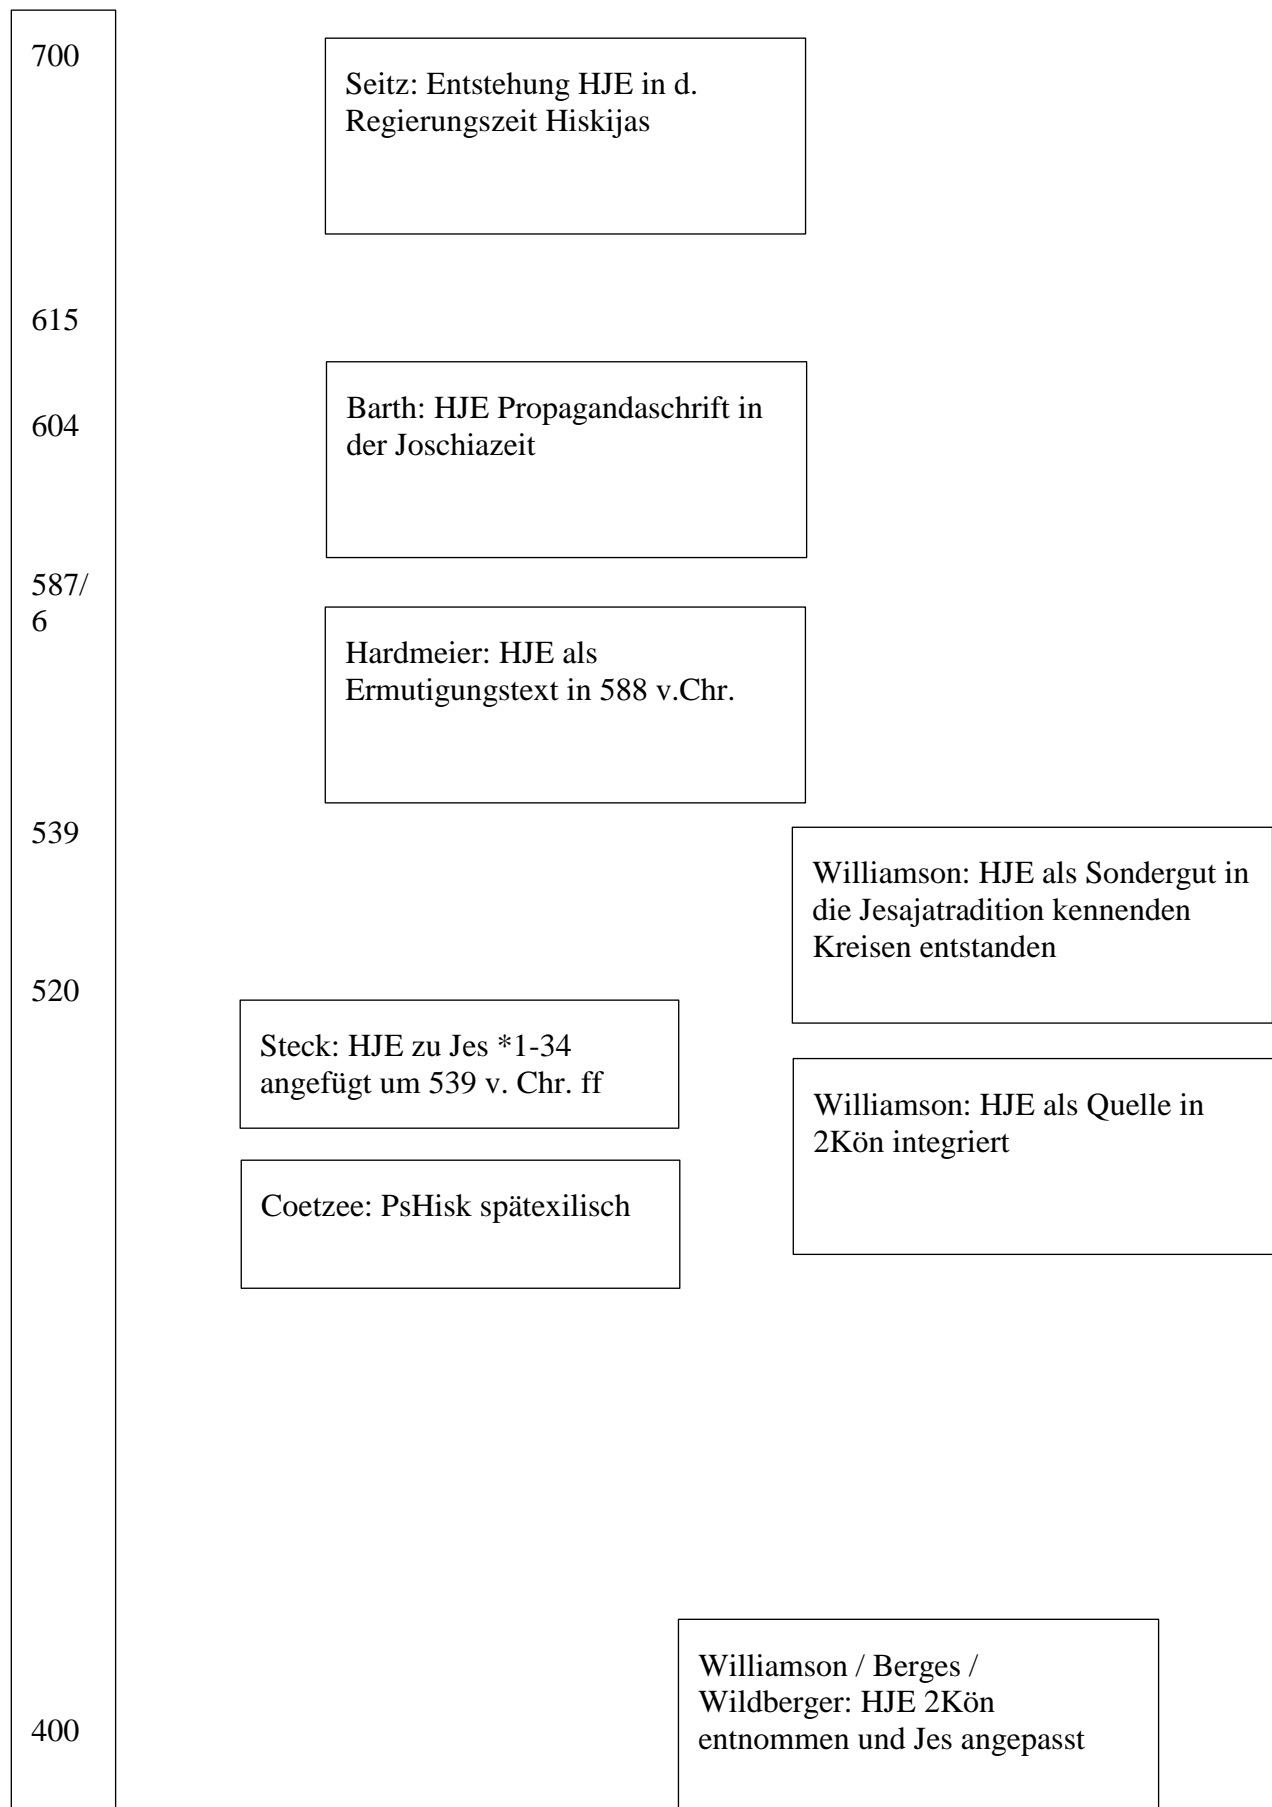 700
Seitz: Entstehung HJE in d.
Regierungszeit Hiskijas
615
Barth: HJE Propagandaschrift in
der Joschiazeit
604
587/
6
Hardmeier: HJE als
Ermutigungstext in 588 v.Chr.
539
Williamson: HJE als Sondergut in
die Jesajatradition kennenden
Kreisen entstanden
520
Steck: HJE zu Jes *1-34
angefügt um 539 v. Chr. ff
Williamson: HJE als Quelle in
2Kön integriert
Coetzee: PsHisk spätexilisch
Williamson / Berges /
Wildberger: HJE 2Kön
entnommen und Jes angepasst
400